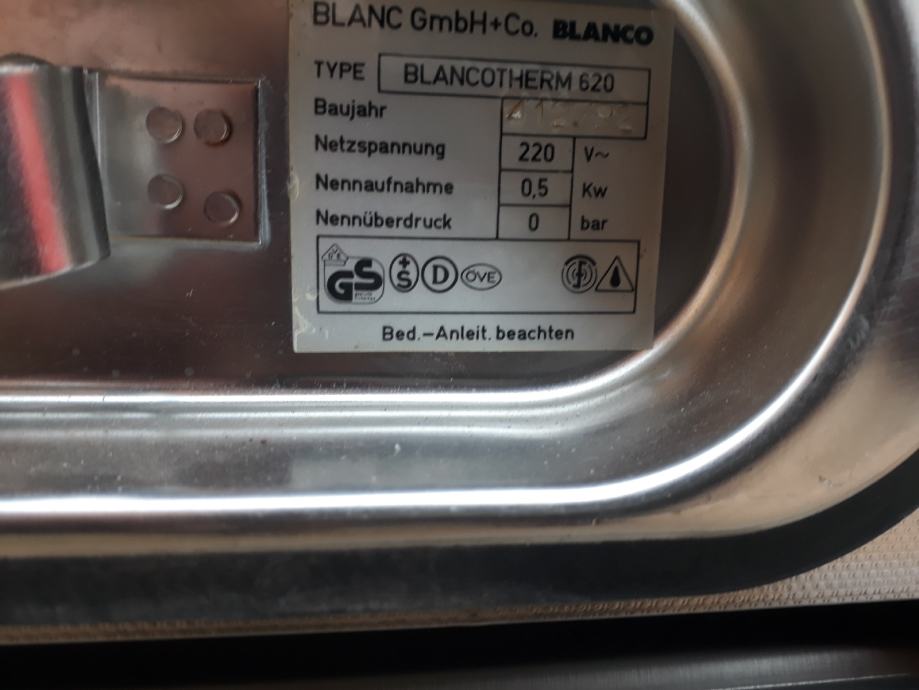 BLANC GmbH+Co. BLANCO
TYPE BLANCOTHERM 620
Baujahr
Netzspannung 220 V~
Nennaufnahme 0,5 Kw
Nennüberdruck 0 bar
GS +S D ÖVE
Bed.–Anleit. beachten